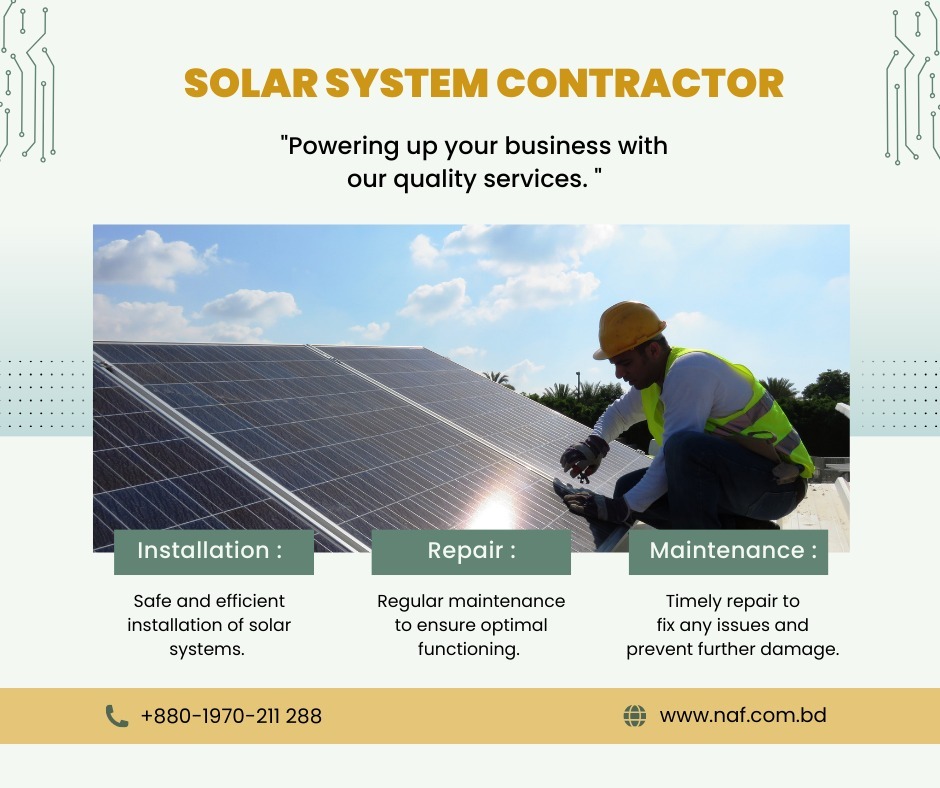 SOLAR SYSTEM CONTRACTOR
"Powering up your business with
our quality services. "
Installation :
Repair :
Maintenance :
Safe and efficient
installation of solar
systems.
Regular maintenance
to ensure optimal
functioning.
Timely repair to
fix any issues and
prevent further damage.
+880-1970-211 288
www.naf.com.bd